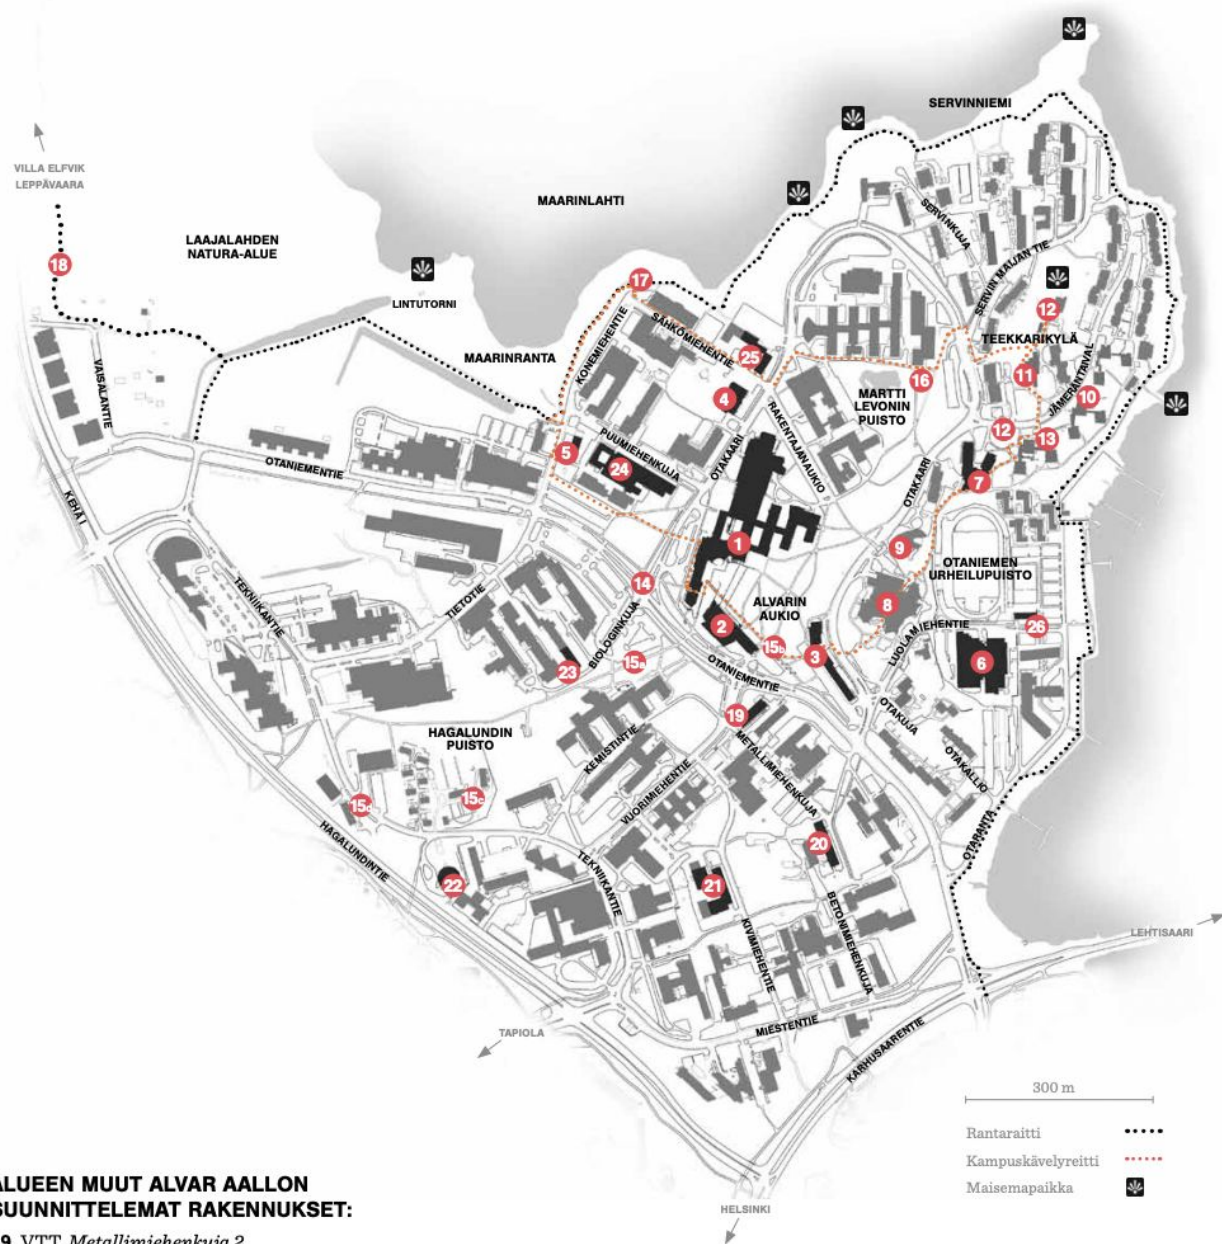 SERVINNIEMI
VILLA ELFVIK
LEPPÄVAARA
MAARINLAHTI
SERVINKUJA
LAAJALAHDEN
NATURA-ALUE
SERVIN MAIJAN TIE
18
17
LINTUTORNI
12
KONEMIEHENTIE
SÄHKÖMIEHENTIE
TEEKKARIKYLÄ
MAARINRANTA
25
11
VAISALANTIE
16
JÄMERÄNTAIVAL
4
MARTTI
LEVONIN
PUISTO
10
RAKENTAJANAUKIO
12
13
PUUMIEHENKUJA
5
24
OTAKAARI
OTANIEMENTIE
OTAKAARI
7
KEHÄ I
1
9
OTANIEMEN
URHEILUPUISTO
14
TEKNIIKANTIE
TIETOTIE
ALVARIN
AUKIO
8
BIOLOGINKUJA
2
LUOLAMIEHENTIE
26
15b
3
6
23
15a
OTANIEMENTIE
19
OTAKUJA
HAGALUNDIN
PUISTO
KEMISTINTIE
METALLIMIEHENKUJA
OTAKALLIO
VUORIMIEHENTIE
15d
15c
HAGALUNDINTIE
20
OTARANTA
TEKNIIKANTIE
22
21
KIVIMIEHENTIE
BETONIMIEHENKUJA
LEHTISAARI
TAPIOLA
MIESTENTIE
KARHUSAARENTIE
300 m
Rantaraitti
Kampuskävelyreitti
Maisemapaikka
ALUEEN MUUT ALVAR AALLON
SUUNNITTELEMAT RAKENNUKSET:
HELSINKI
9 VTT, Metallimiehenkuja 2